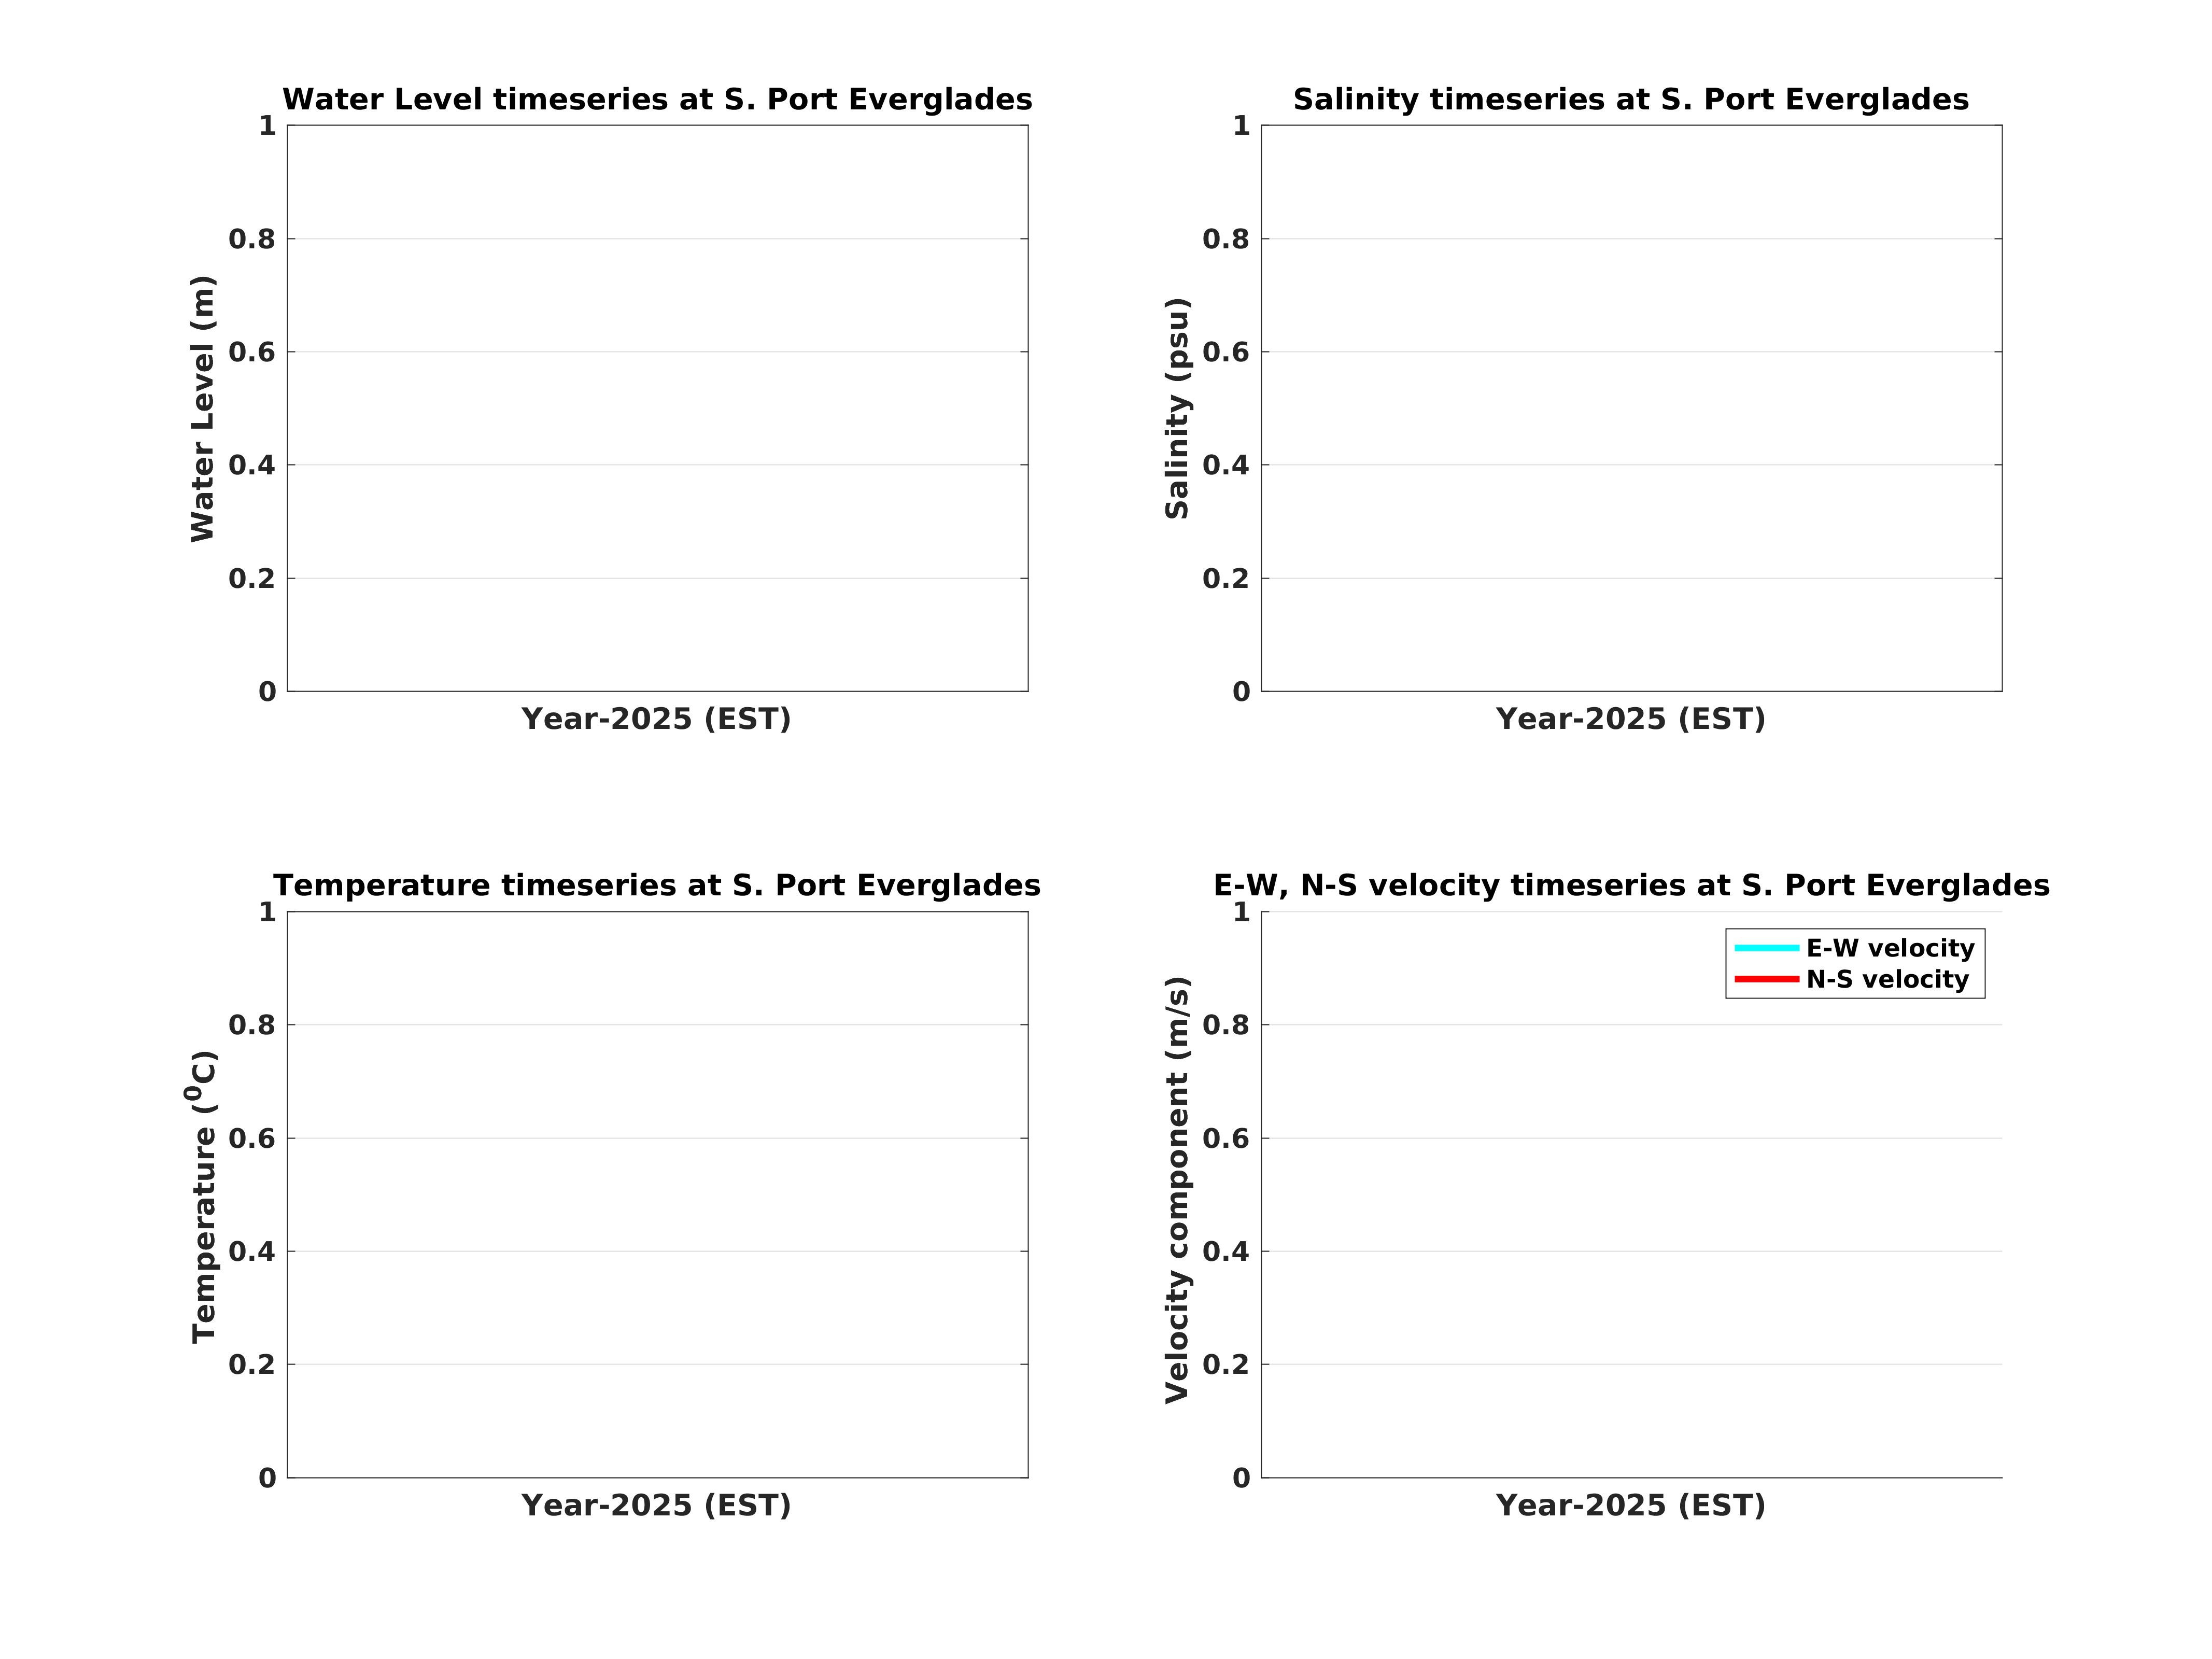 Water Level timeseries at S. Port Everglades
1
0.8
0.6
0.4
0.2
0
Water Level (m)
Year-2025 (EST)
Salinity timeseries at S. Port Everglades
1
0.8
0.6
0.4
0.2
0
Salinity (psu)
Year-2025 (EST)
Temperature timeseries at S. Port Everglades
1
0.8
0.6
0.4
0.2
0
Temperature (⁰C)
Year-2025 (EST)
E-W, N-S velocity timeseries at S. Port Everglades
1
0.8
0.6
0.4
0.2
0
Velocity component (m/s)
E-W velocity
N-S velocity
Year-2025 (EST)